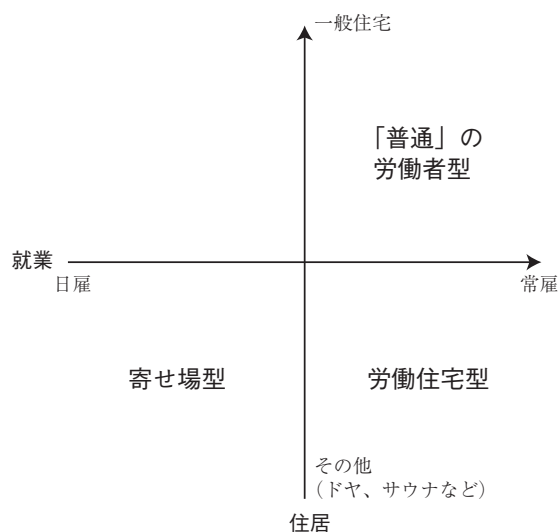 一般住宅
「普通」の
労働者型
就業
日雇
常雇
寄せ場型
労働住宅型
その他
（ドヤ、サウナなど）
住居